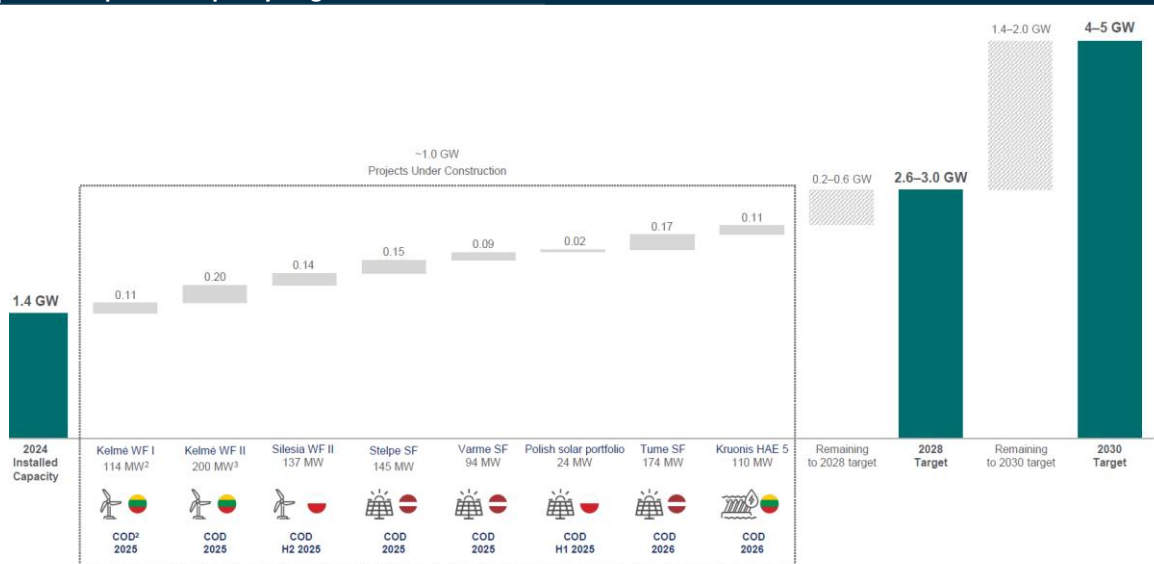 ~1.0 GW
Projects Under Construction
1.4 GW
0.11
0.20
0.14
0.15
0.09
0.02
0.17
0.11
0.2–0.6 GW
2.6–3.0 GW
1.4–2.0 GW
4–5 GW
2024
Installed
Capacity
Kelmė WF I
114 MW²
COD²
2025
Kelmė WF II
200 MW³
COD
2025
Silesia WF II
137 MW
COD
H2 2025
Stelpe SF
145 MW
COD
2025
Varme SF
94 MW
COD
2025
Polish solar portfolio
24 MW
COD
H1 2025
Tume SF
174 MW
COD
2026
Kruonis HAE 5
110 MW
COD
2026
Remaining
to 2028 target
2028
Target
Remaining
to 2030 target
2030
Target